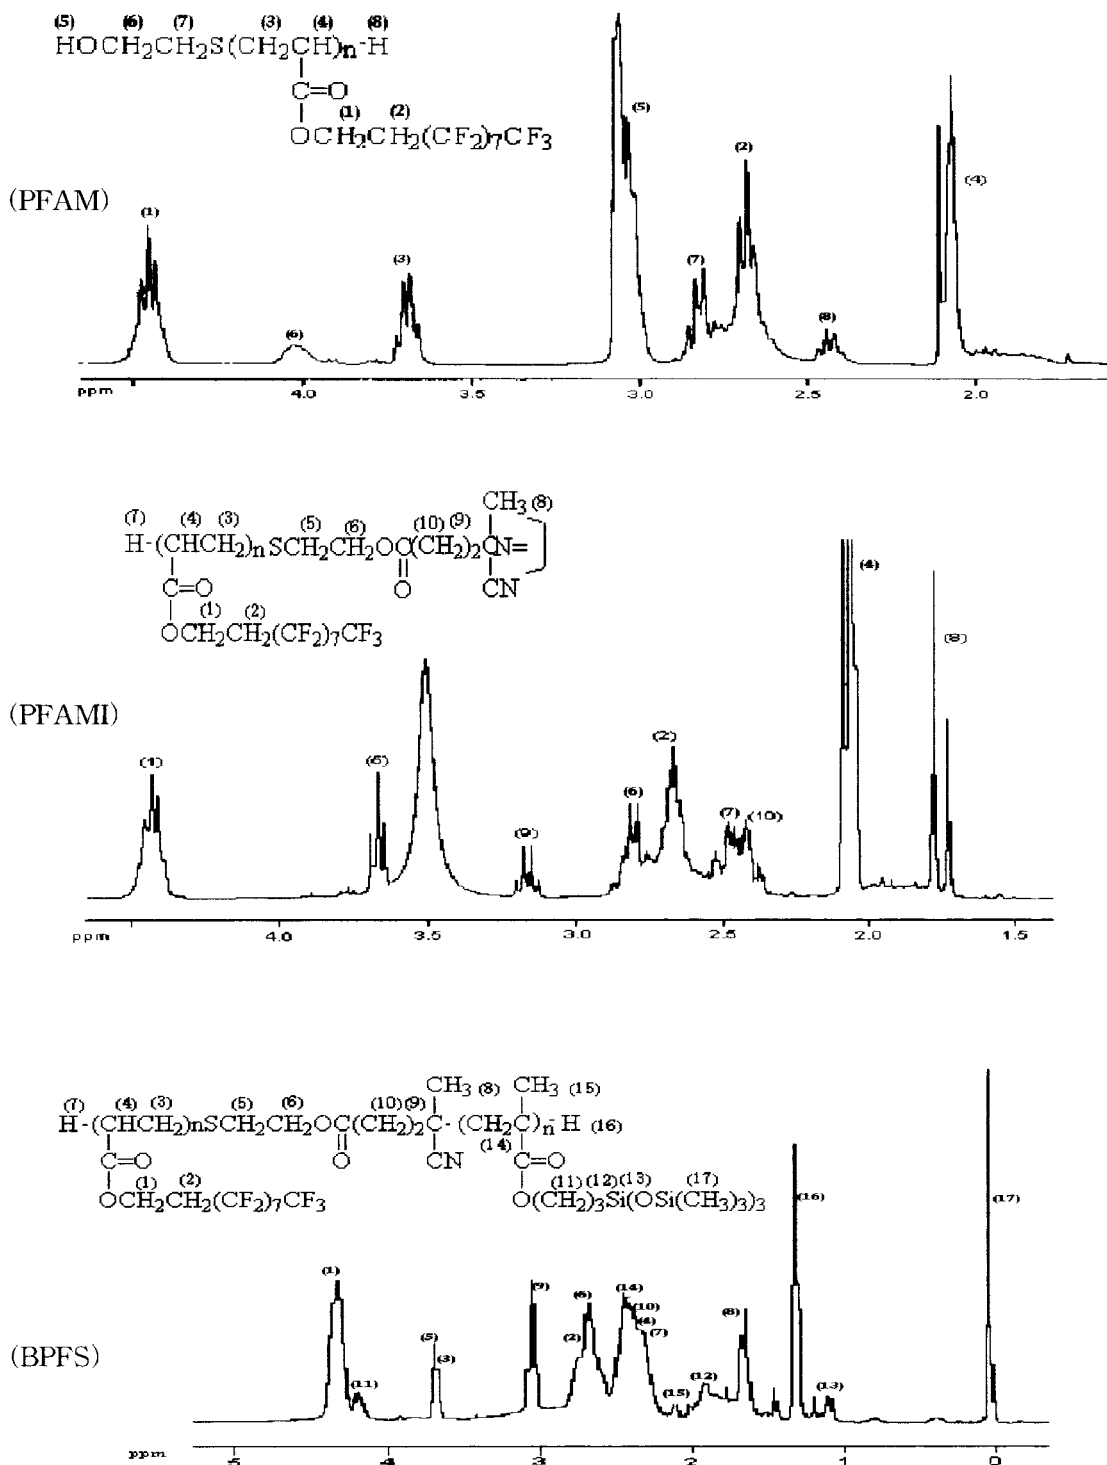 (5) (6) (7) (3) (4) (8)
HOCH2CH2S(CH2CH)n-H
C=O
(1) (2)
OCH2CH2(CF2)7CF3
(PFAM)
(1)
(6)
(3)
(5)
(7)
(2)
(8)
(4)
ppm 4.0 3.5 3.0 2.5 2.0
CH3 (8)
(7) (4) (3) (5) (6) (10) (9)
H-(CHCH2)nSCH2CH2OC(CH2)2CN=
C=O O CN
(1) (2)
OCH2CH2(CF2)7CF3
(PFAMI)
(1)
(5)
(9)
(6)
(2)
(7)
(10)
(4)
(8)
ppm 4.0 3.5 3.0 2.5 2.0 1.5
CH3 (8) CH3 (15)
(7) (4) (3) (5) (6) (10) (9)
H-(CHCH2)nSCH2CH2OC(CH2)2C-(CH2C)n-H (16)
(14)
C=O O CN C=O
(1) (2) (11) (12) (13) (17)
OCH2CH2(CF2)7CF3 O(CH2)3Si(OSi(CH3)3)3
(BPFS)
(1)
(11)
(5)
(3)
(9)
(2)
(6)
(14)
(10)
(4)
(7)
(15)
(12)
(8)
(16)
(13)
(17)
ppm 5 3 2 1 0